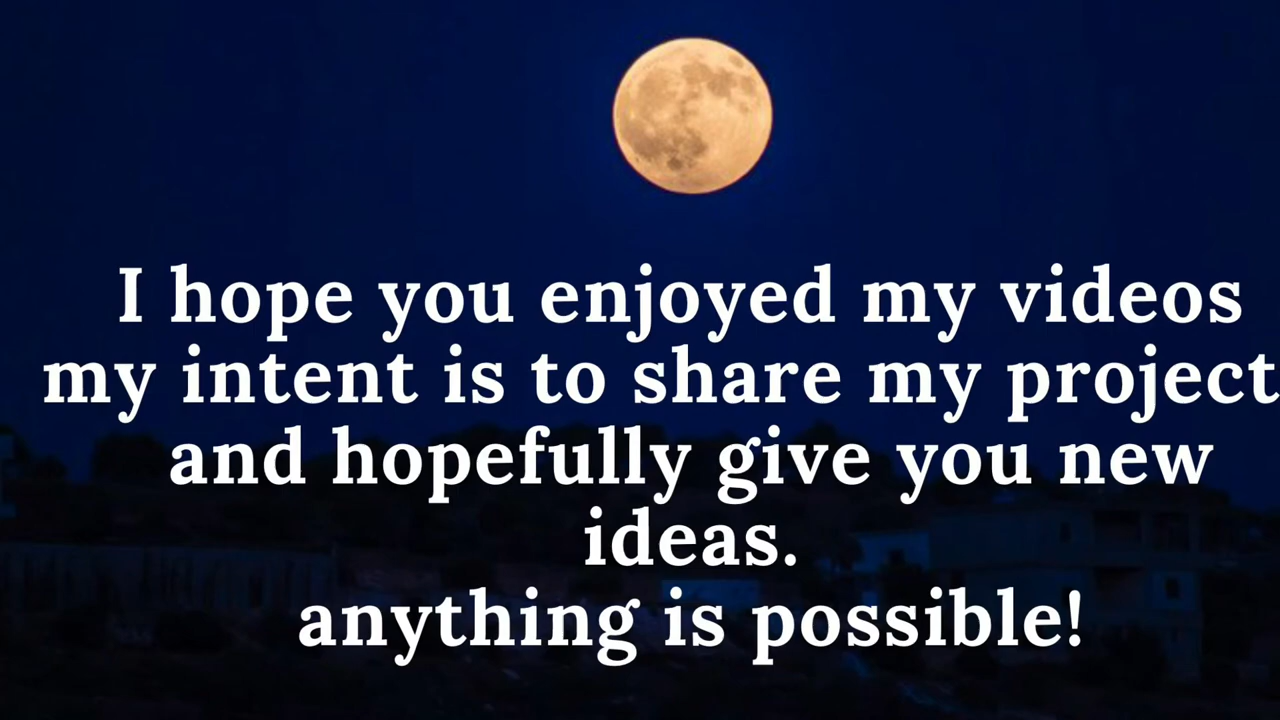 I hope you enjoyed my videos
my intent is to share my project
and hopefully give you new
ideas.
anything is possible!